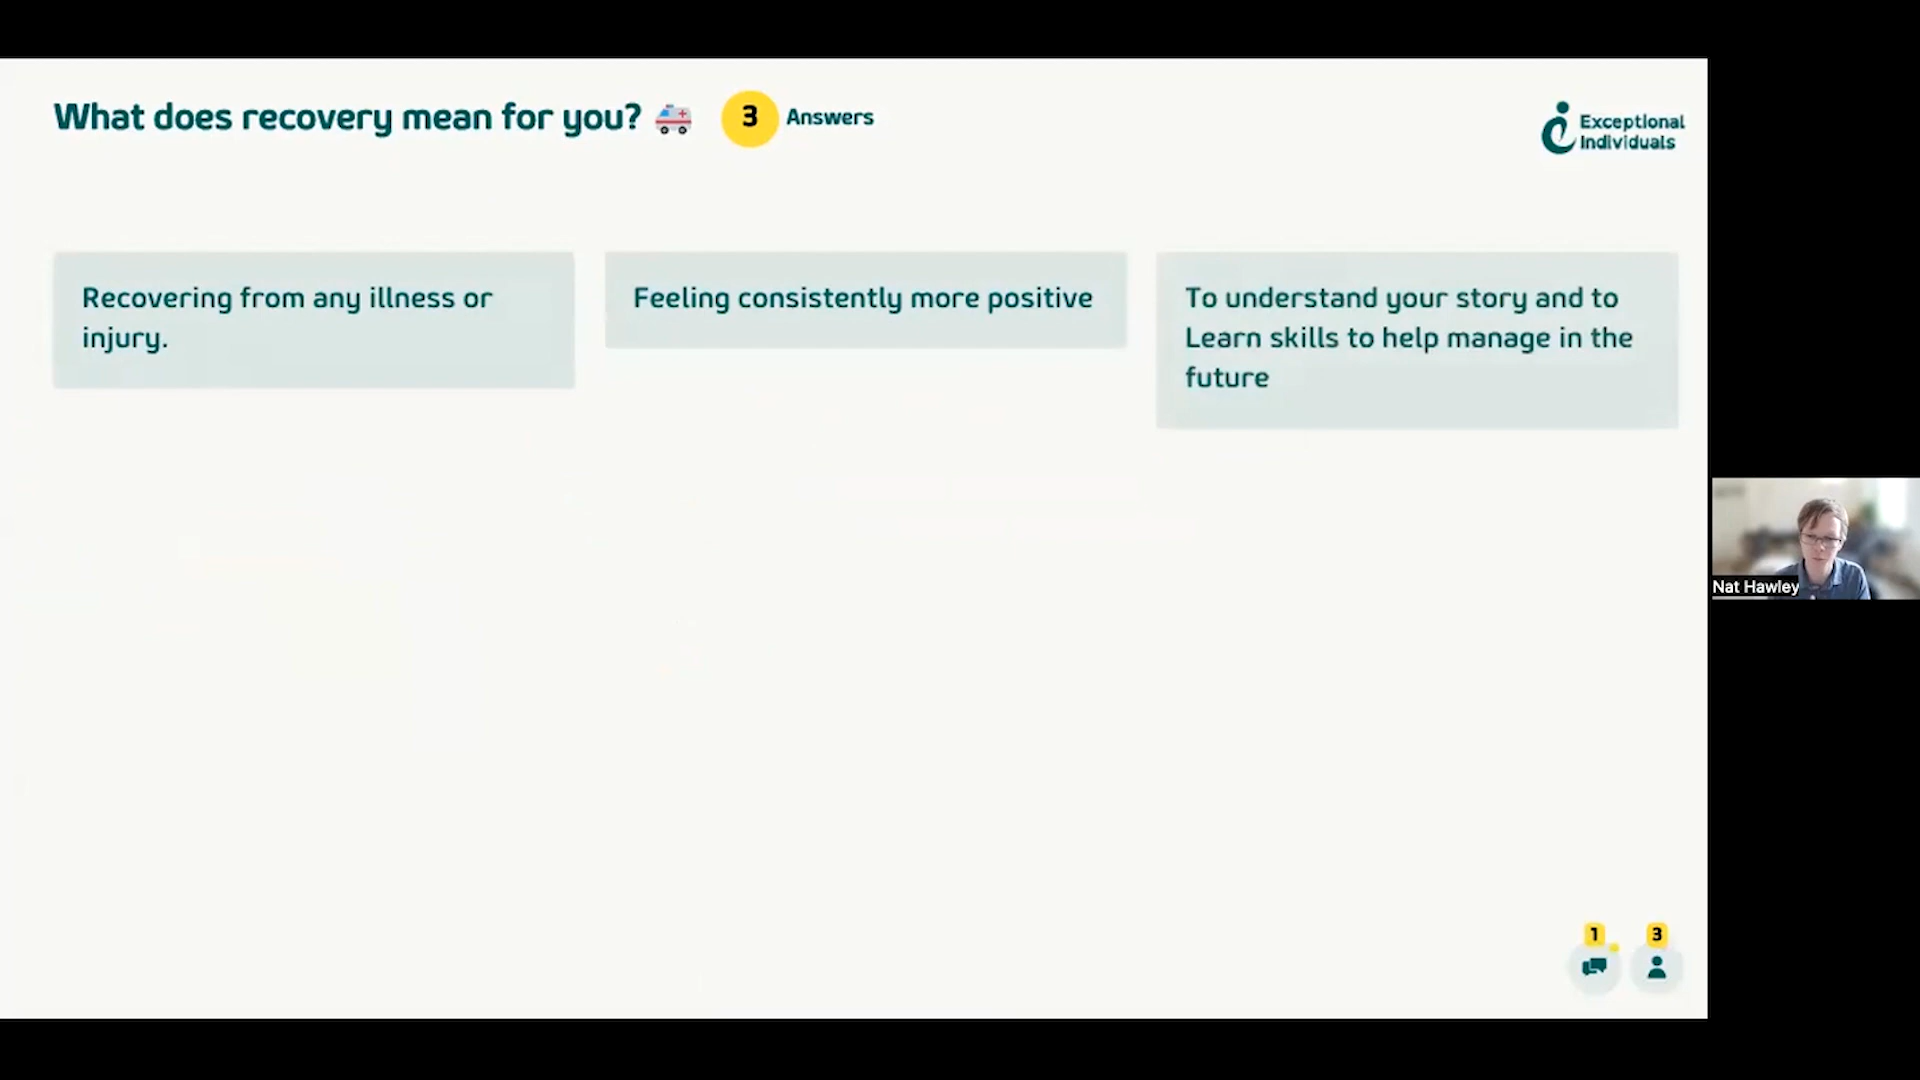 What does recovery mean for you? 🚑 3 Answers
Exceptional
Individuals
Recovering from any illness or
injury.
Feeling consistently more positive
To understand your story and to
Learn skills to help manage in the
future
Nat Hawley
1 3